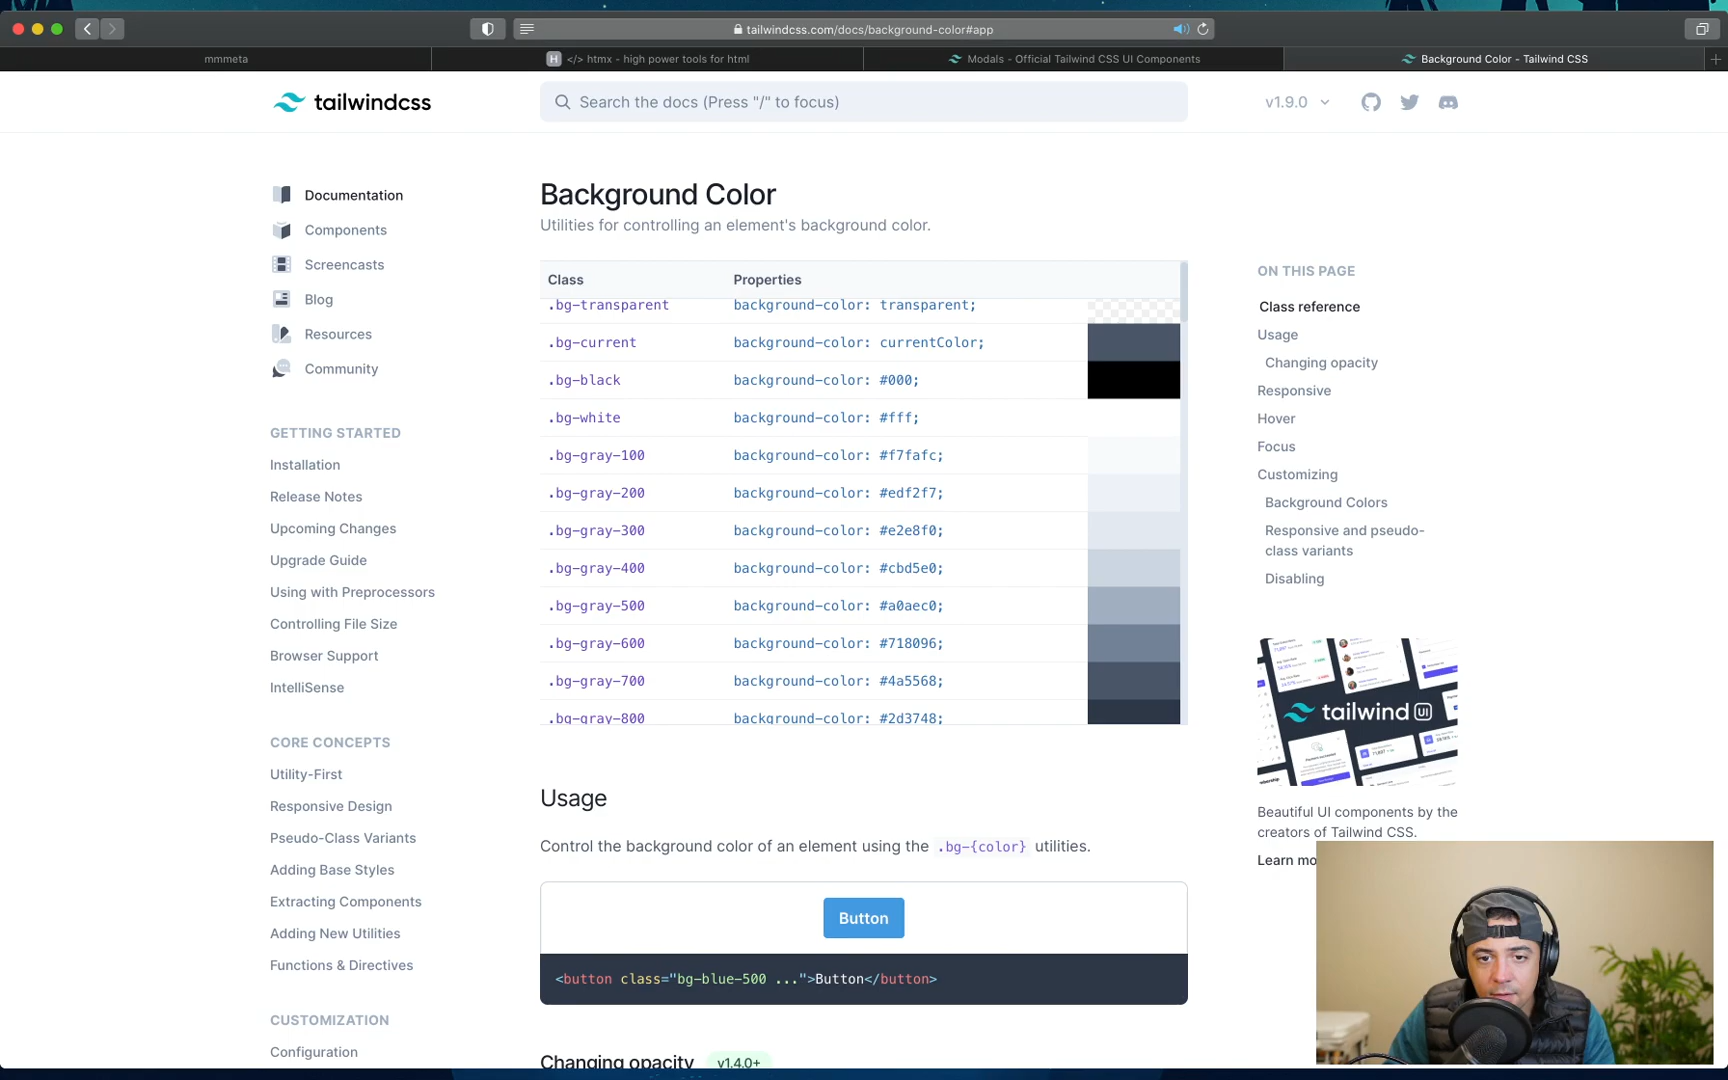 tailwindcss.com/docs/background-color#app
mmmeta
H </> htmx - high power tools for html
Modals - Official Tailwind CSS UI Components
Background Color - Tailwind CSS
tailwindcss
Search the docs (Press "/" to focus)
v1.9.0
Documentation
Components
Screencasts
Blog
Resources
Community
GETTING STARTED
Installation
Release Notes
Upcoming Changes
Upgrade Guide
Using with Preprocessors
Controlling File Size
Browser Support
IntelliSense
CORE CONCEPTS
Utility-First
Responsive Design
Pseudo-Class Variants
Adding Base Styles
Extracting Components
Adding New Utilities
Functions & Directives
CUSTOMIZATION
Configuration
Background Color
Utilities for controlling an element's background color.
Class Properties
.bg-transparent background-color: transparent;
.bg-current background-color: currentColor;
.bg-black background-color: #000;
.bg-white background-color: #fff;
.bg-gray-100 background-color: #f7fafc;
.bg-gray-200 background-color: #edf2f7;
.bg-gray-300 background-color: #e2e8f0;
.bg-gray-400 background-color: #cbd5e0;
.bg-gray-500 background-color: #a0aec0;
.bg-gray-600 background-color: #718096;
.bg-gray-700 background-color: #4a5568;
.bg-gray-800 background-color: #2d3748;
Usage
Control the background color of an element using the .bg-{color} utilities.
Button
<button class="bg-blue-500 ...">Button</button>
Changing opacity v1.4.0+
ON THIS PAGE
Class reference
Usage
Changing opacity
Responsive
Hover
Focus
Customizing
Background Colors
Responsive and pseudo-
class variants
Disabling
tailwind UI
Beautiful UI components by the
creators of Tailwind CSS.
Learn mo